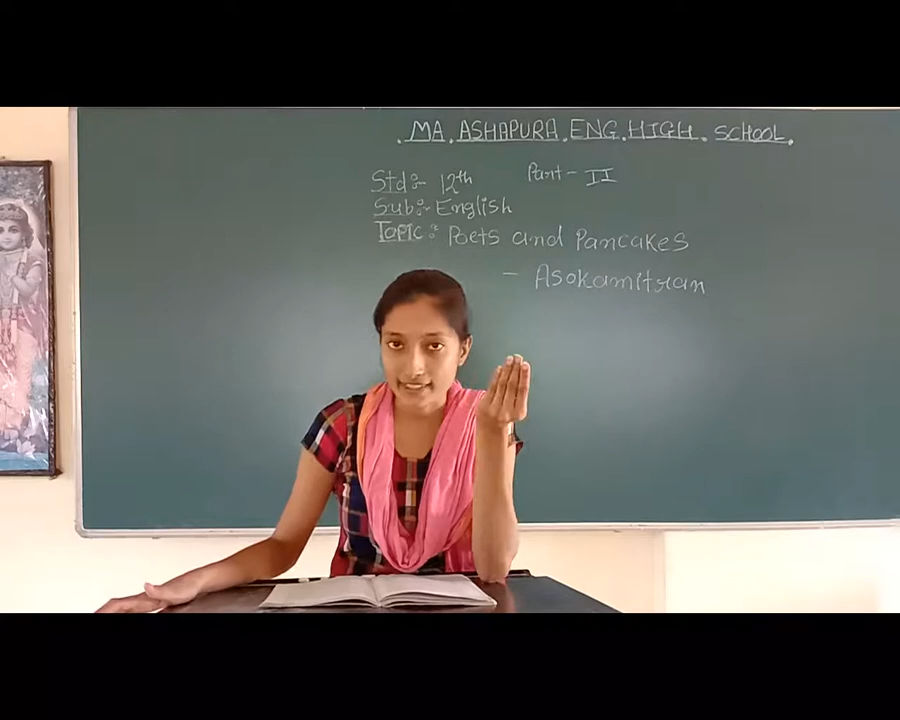 . MA. ASHAPURA. ENG. HIGH. SCHOOL.
Std :- 12th Part - II
Sub :- English
Topic : Poets and Pancakes
- Asokamitran